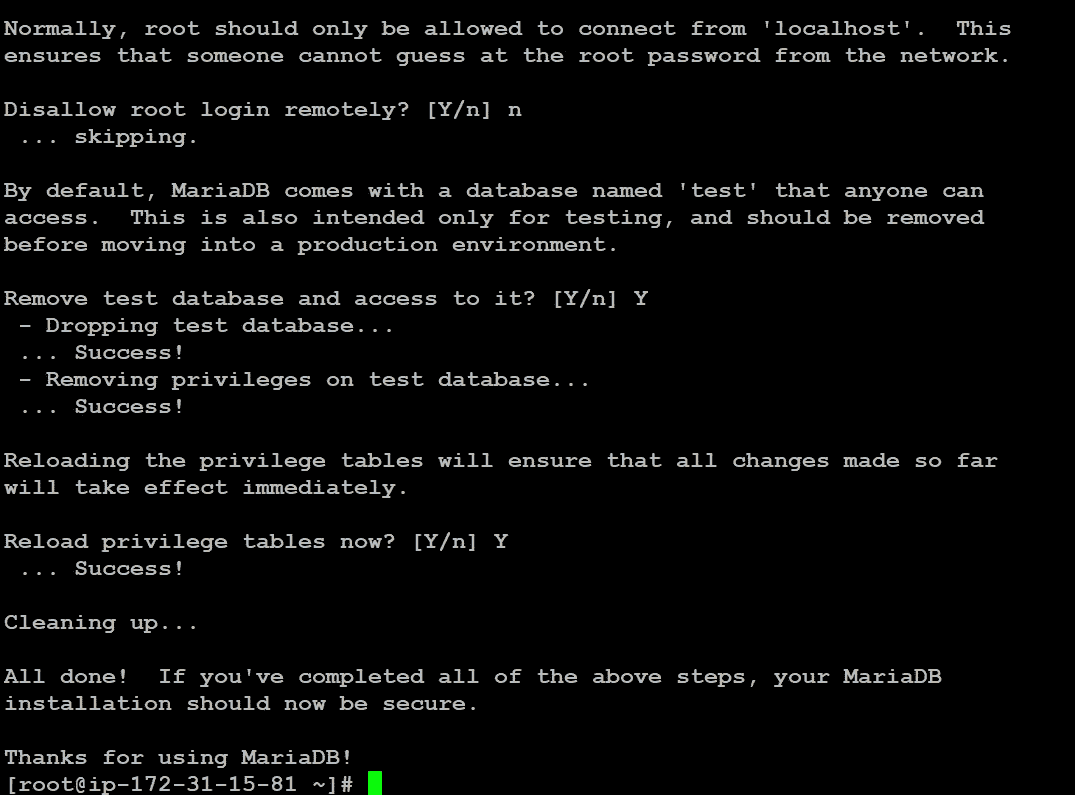 Normally, root should only be allowed to connect from 'localhost'.  This
ensures that someone cannot guess at the root password from the network.
Disallow root login remotely? [Y/n] n
 ... skipping.
By default, MariaDB comes with a database named 'test' that anyone can
access.  This is also intended only for testing, and should be removed
before moving into a production environment.
Remove test database and access to it? [Y/n] Y
 - Dropping test database...
 ... Success!
 - Removing privileges on test database...
 ... Success!
Reloading the privilege tables will ensure that all changes made so far
will take effect immediately.
Reload privilege tables now? [Y/n] Y
 ... Success!
Cleaning up...
All done!  If you've completed all of the above steps, your MariaDB
installation should now be secure.
Thanks for using MariaDB!
[root@ip-172-31-15-81 ~]#